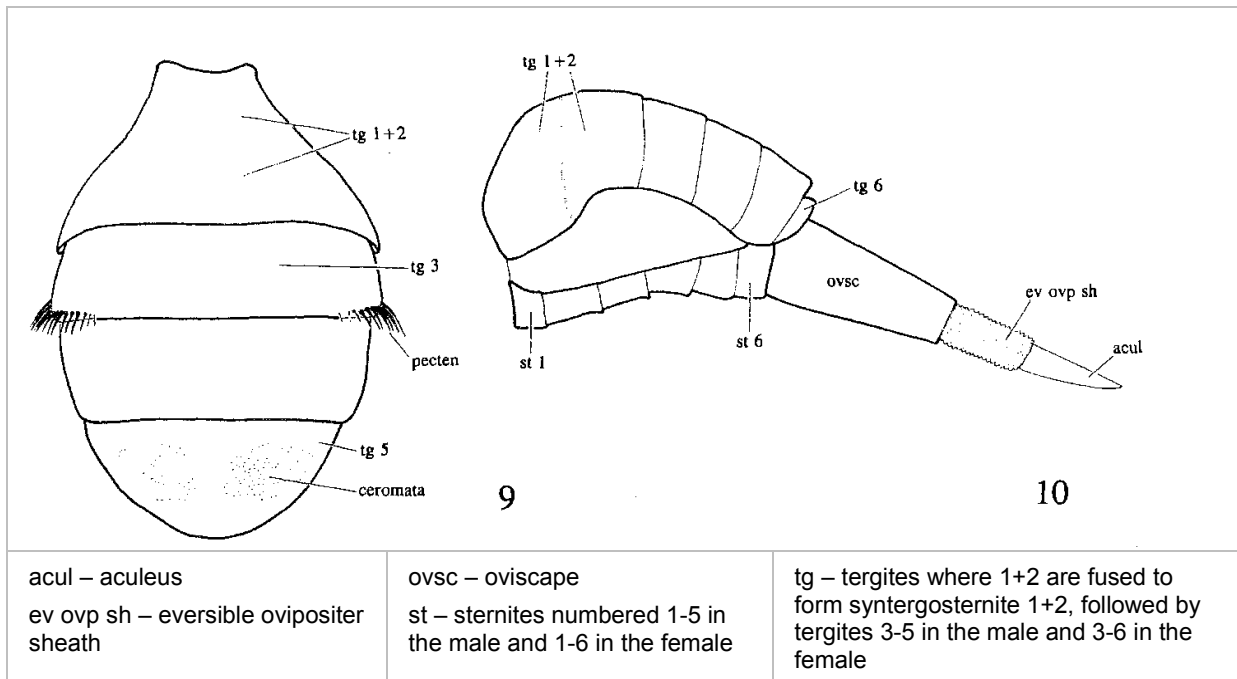 tg 1+2
tg 3
pecten
tg 5
ceromata
9
tg 1+2
tg 6
ovsc
ev ovp sh
acul
st 1
st 6
10
acul – aculeus
ev ovp sh – eversible ovipositer
sheath
ovsc – oviscape
st – sternites numbered 1-5 in
the male and 1-6 in the female
tg – tergites where 1+2 are fused to
form syntergosternite 1+2, followed by
tergites 3-5 in the male and 3-6 in the
female